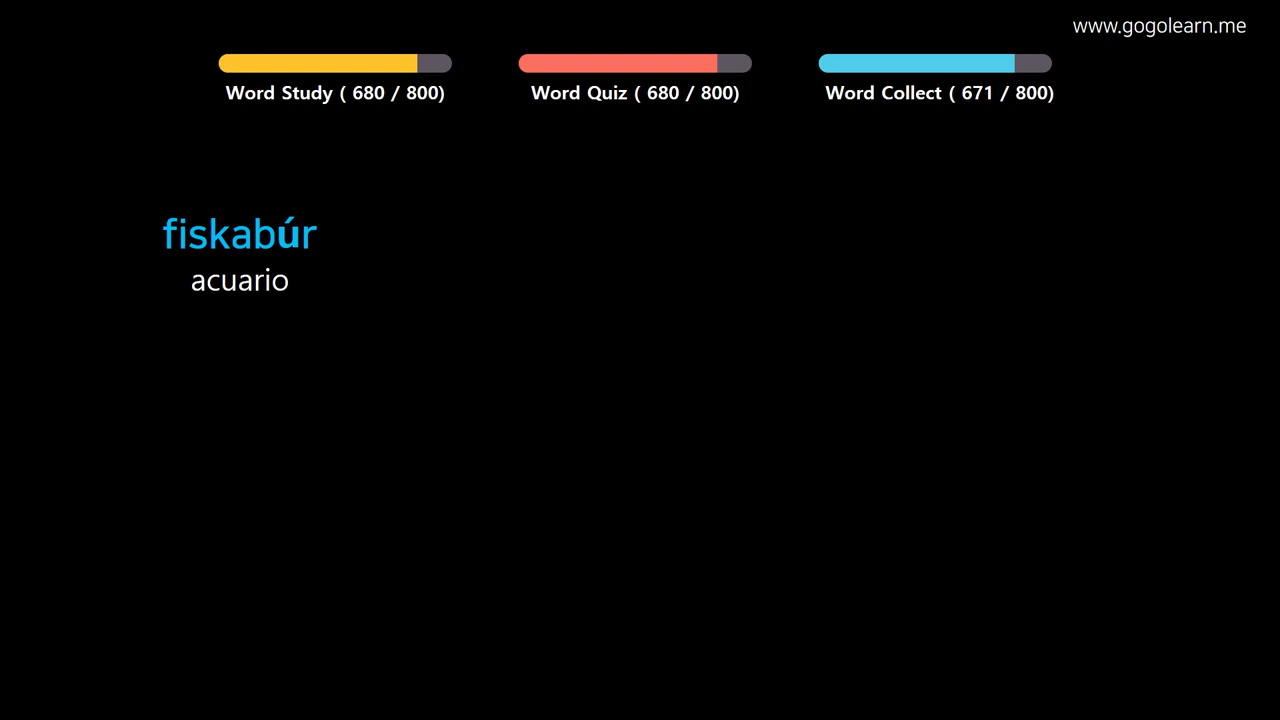 www.gogolearn.me
Word Study ( 680 / 800)
Word Quiz ( 680 / 800)
Word Collect ( 671 / 800)
fiskabúr
acuario